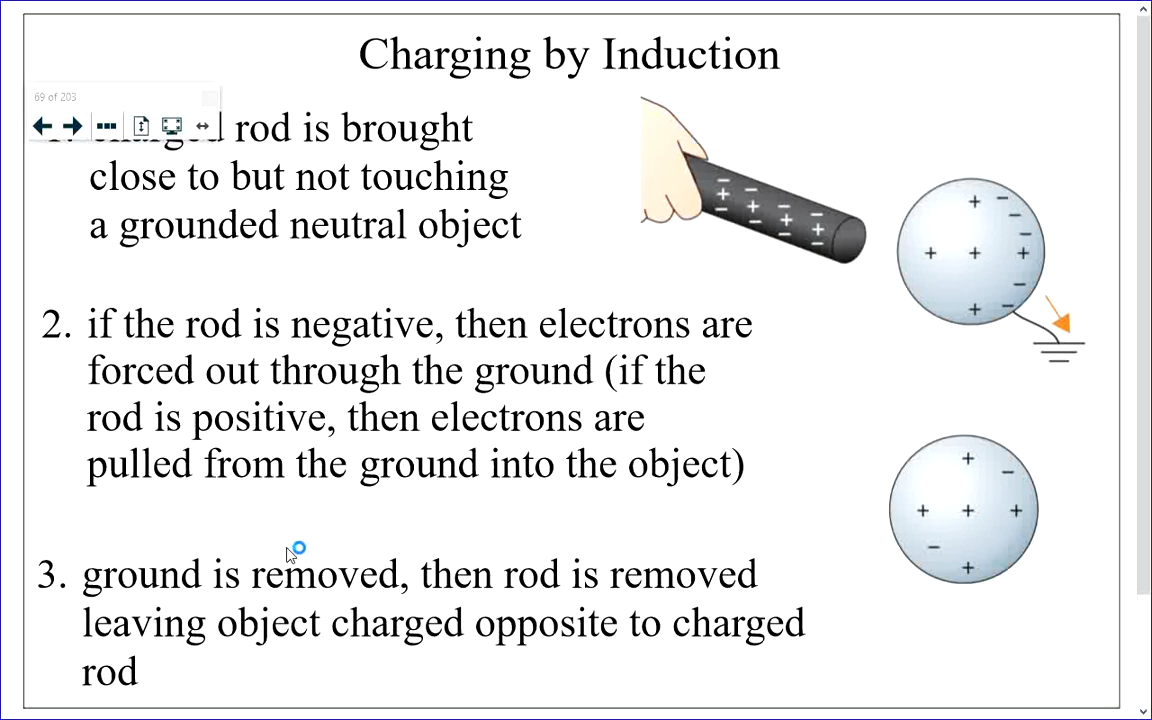 Charging by Induction
69 of 203
rod is brought
close to but not touching
a grounded neutral object
2. if the rod is negative, then electrons are
forced out through the ground (if the
rod is positive, then electrons are
pulled from the ground into the object)
3. ground is removed, then rod is removed
leaving object charged opposite to charged
rod